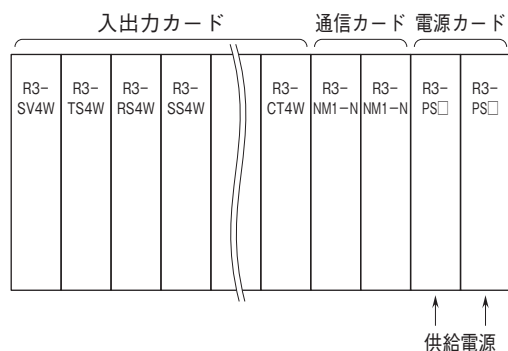 入出力カード 通信カード 電源カード
R3- R3- R3- R3- R3- R3- R3- R3- R3-
SV4W TS4W RS4W SS4W CT4W NM1-N NM1-N PS□ PS□
供給電源